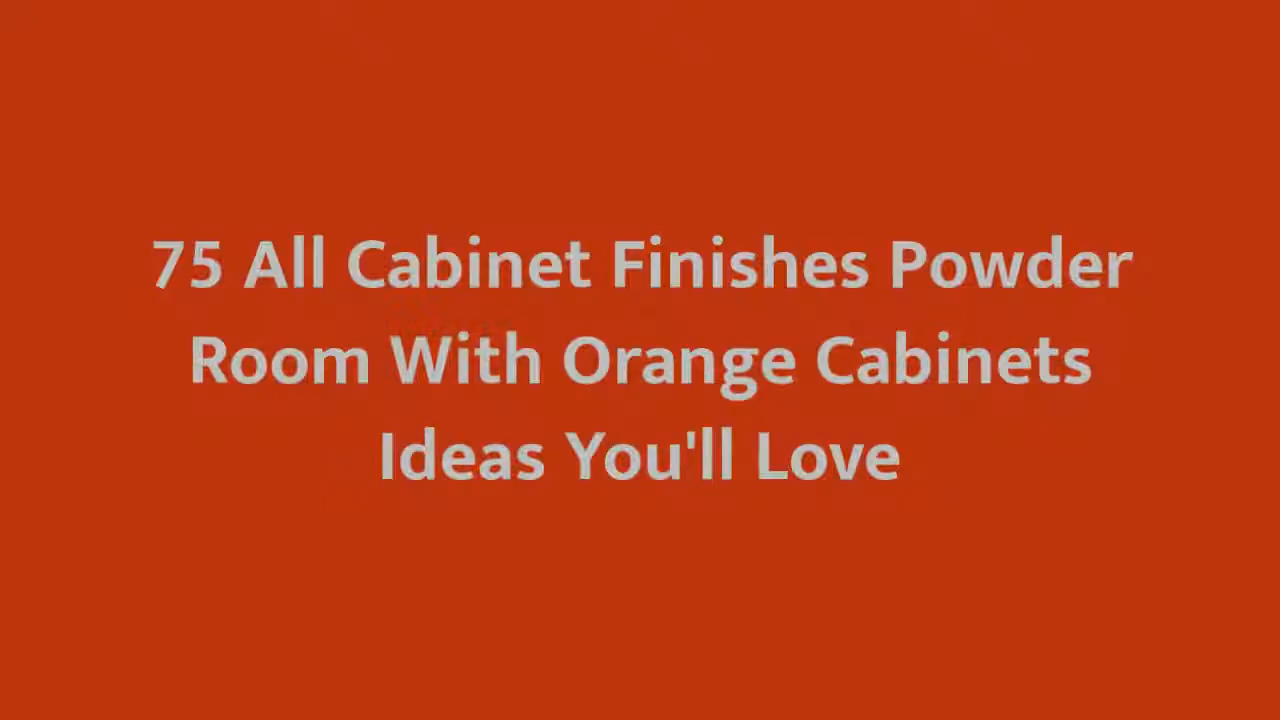 75 All Cabinet Finishes Powder
Room With Orange Cabinets
Ideas You'll Love